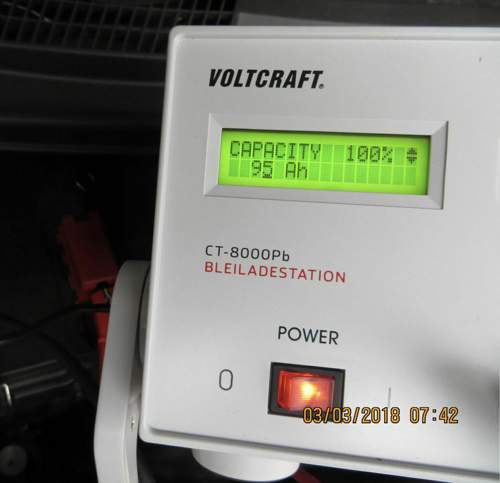 VOLTCRAFT®
CAPACITY 100%
95 Ah
CT-8000Pb
BLEILADESTATION
POWER
0
03/03/2018 07:42